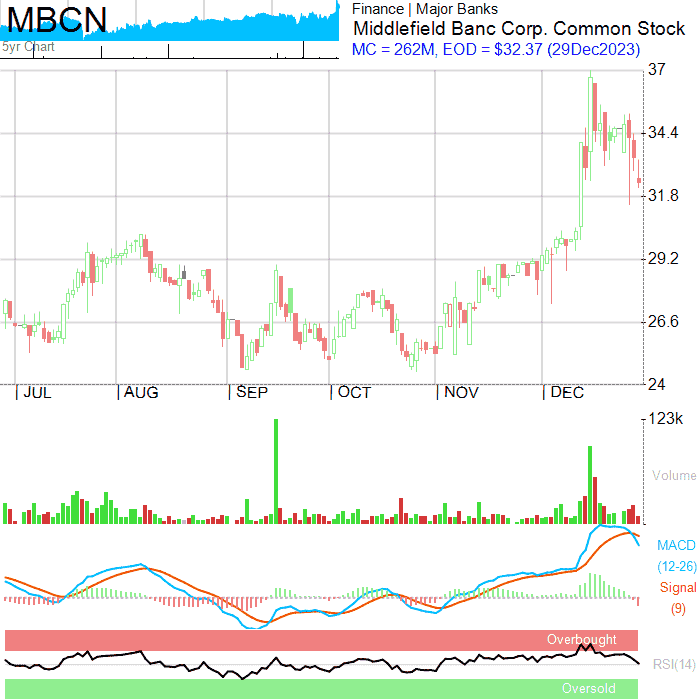 MBCN
5yr Chart
Finance | Major Banks
Middlefield Banc Corp. Common Stock
MC = 262M, EOD = $32.37 (29Dec2023)
37
34.4
31.8
29.2
26.6
24
JUL AUG SEP OCT NOV DEC
123k
Volume
MACD
(12-26)
Signal
(9)
Overbought
RSI(14)
Oversold